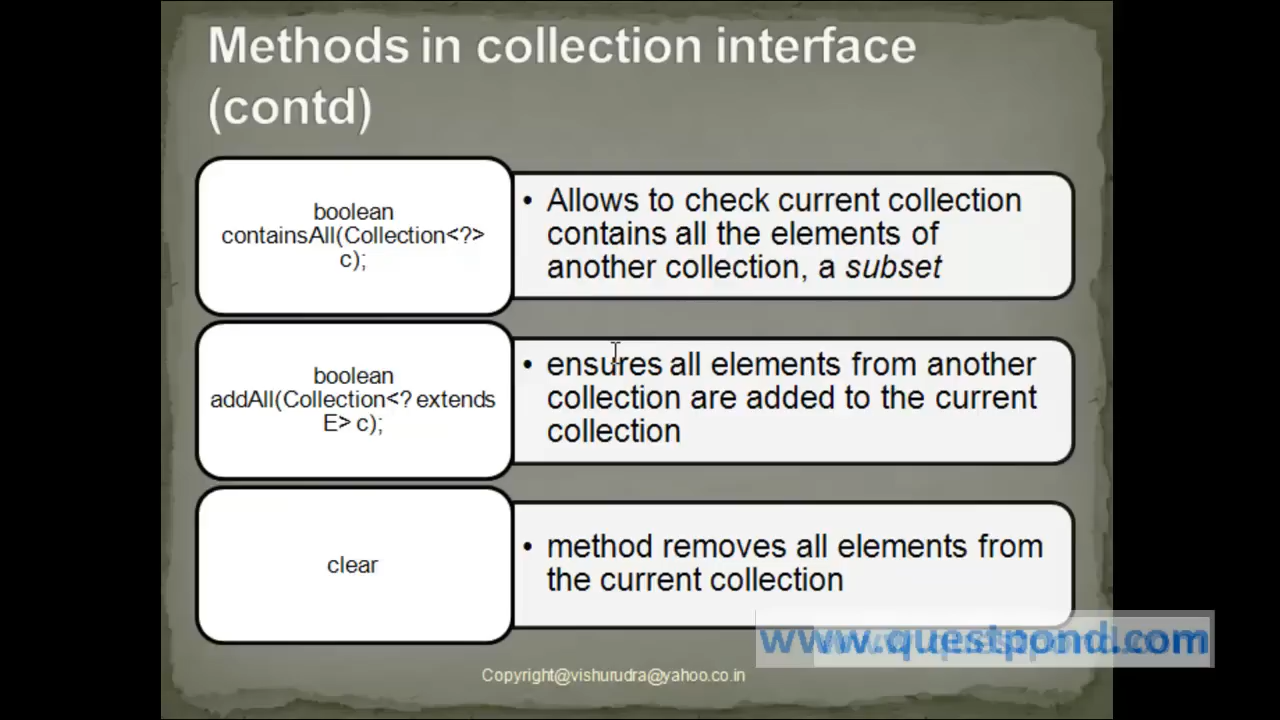 Methods in collection interface
(contd)
boolean
containsAll(Collection<?>
c);
• Allows to check current collection
contains all the elements of
another collection, a subset
boolean
addAll(Collection<? extends
E> c);
• ensures all elements from another
collection are added to the current
collection
clear
• method removes all elements from
the current collection
www.questpond.com
Copyright@vishurudra@yahoo.co.in